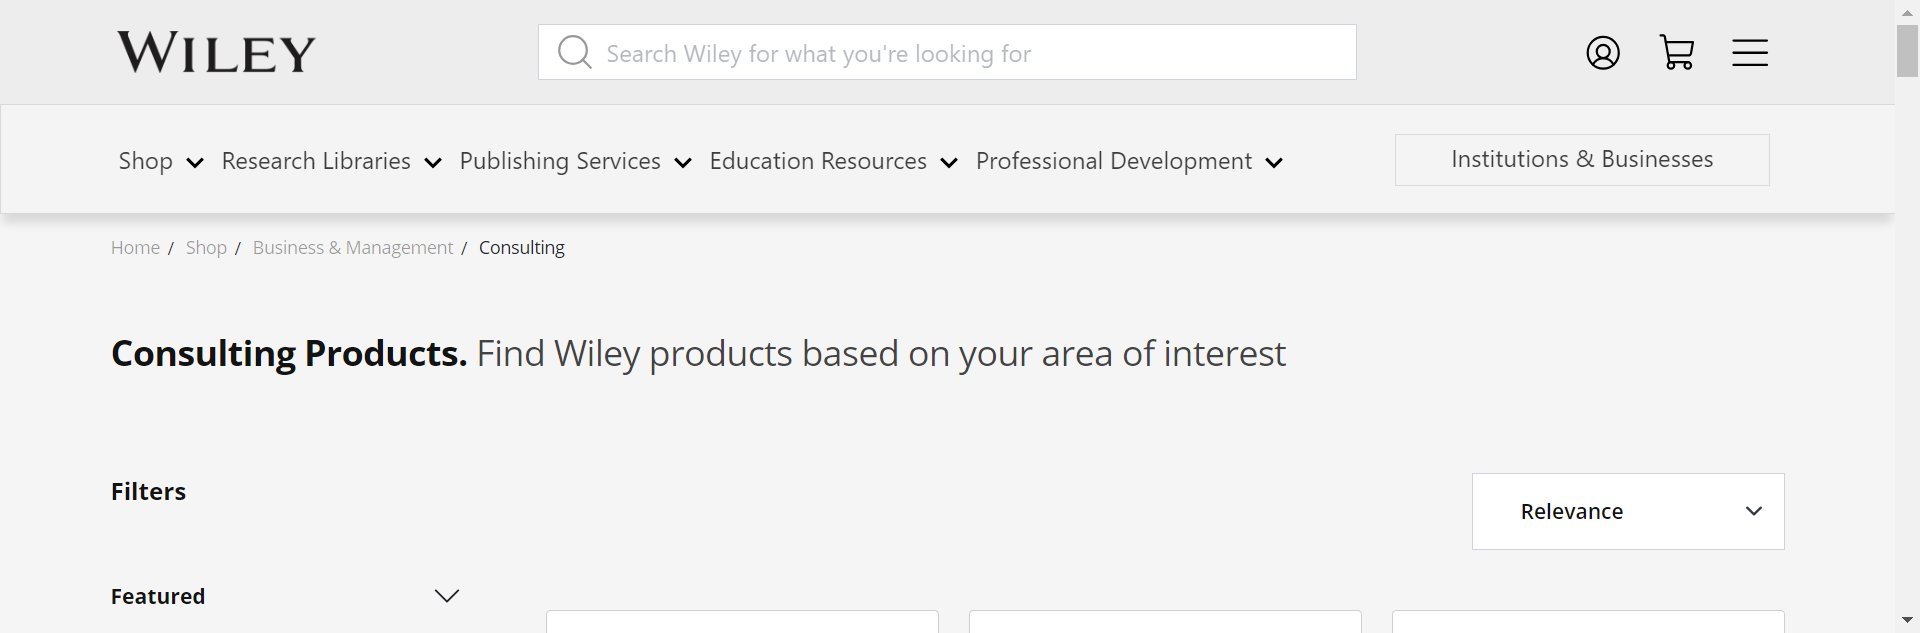 WILEY
Search Wiley for what you're looking for
Shop Research Libraries Publishing Services Education Resources Professional Development Institutions & Businesses
Home / Shop / Business & Management / Consulting
Consulting Products. Find Wiley products based on your area of interest
Filters
Relevance
Featured